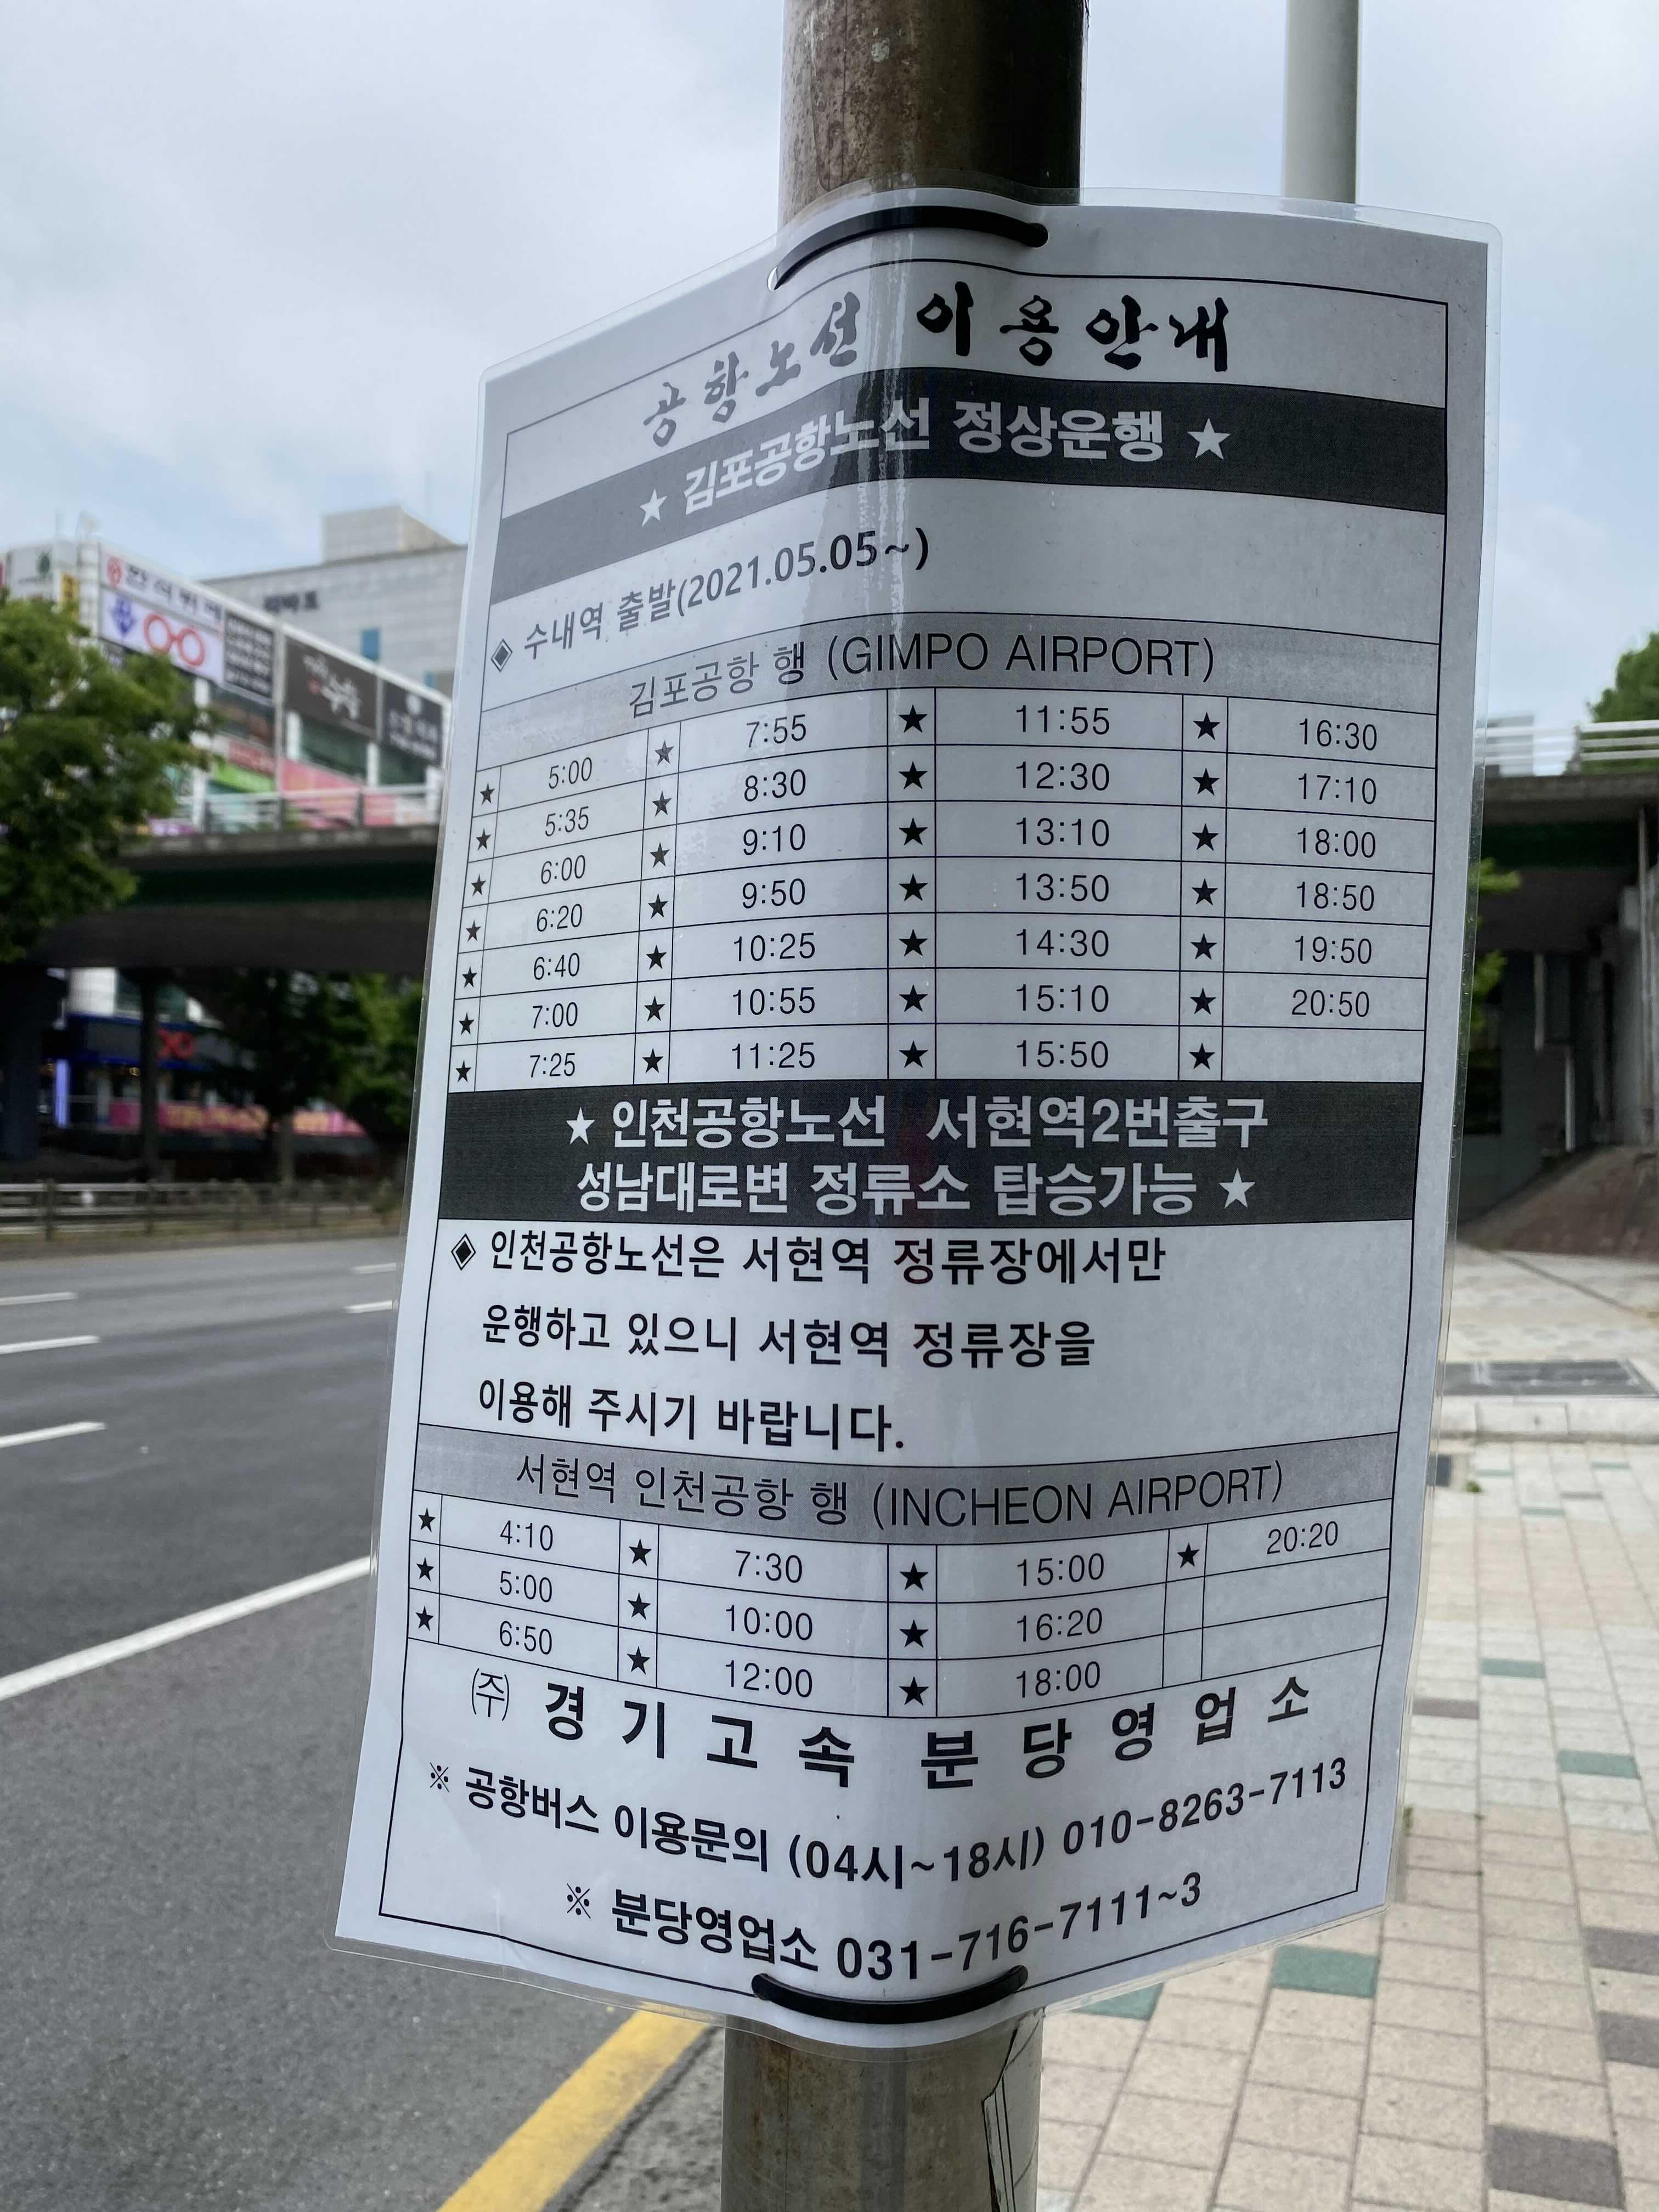 공항노선 이용안내
★ 김포공항노선 정상운행 ★
◈ 수내역 출발(2021.05.05~)
김포공항 행 (GIMPO AIRPORT)
★ 5:00 ★ 7:55 ★ 11:55 ★ 16:30
★ 5:35 ★ 8:30 ★ 12:30 ★ 17:10
★ 6:00 ★ 9:10 ★ 13:10 ★ 18:00
★ 6:20 ★ 9:50 ★ 13:50 ★ 18:50
★ 6:40 ★ 10:25 ★ 14:30 ★ 19:50
★ 7:00 ★ 10:55 ★ 15:10 ★ 20:50
★ 7:25 ★ 11:25 ★ 15:50 ★
★ 인천공항노선 서현역2번출구
성남대로변 정류소 탑승가능 ★
◈ 인천공항노선은 서현역 정류장에서만
운행하고 있으니 서현역 정류장을
이용해 주시기 바랍니다.
서현역 인천공항 행 (INCHEON AIRPORT)
★ 4:10 ★ 7:30 ★ 15:00 ★ 20:20
★ 5:00 ★ 10:00 ★ 16:20
★ 6:50 ★ 12:00 ★ 18:00
㈜ 경기고속 분당영업소
※ 공항버스 이용문의 (04시~18시) 010-8263-7113
※ 분당영업소 031-716-7111~3